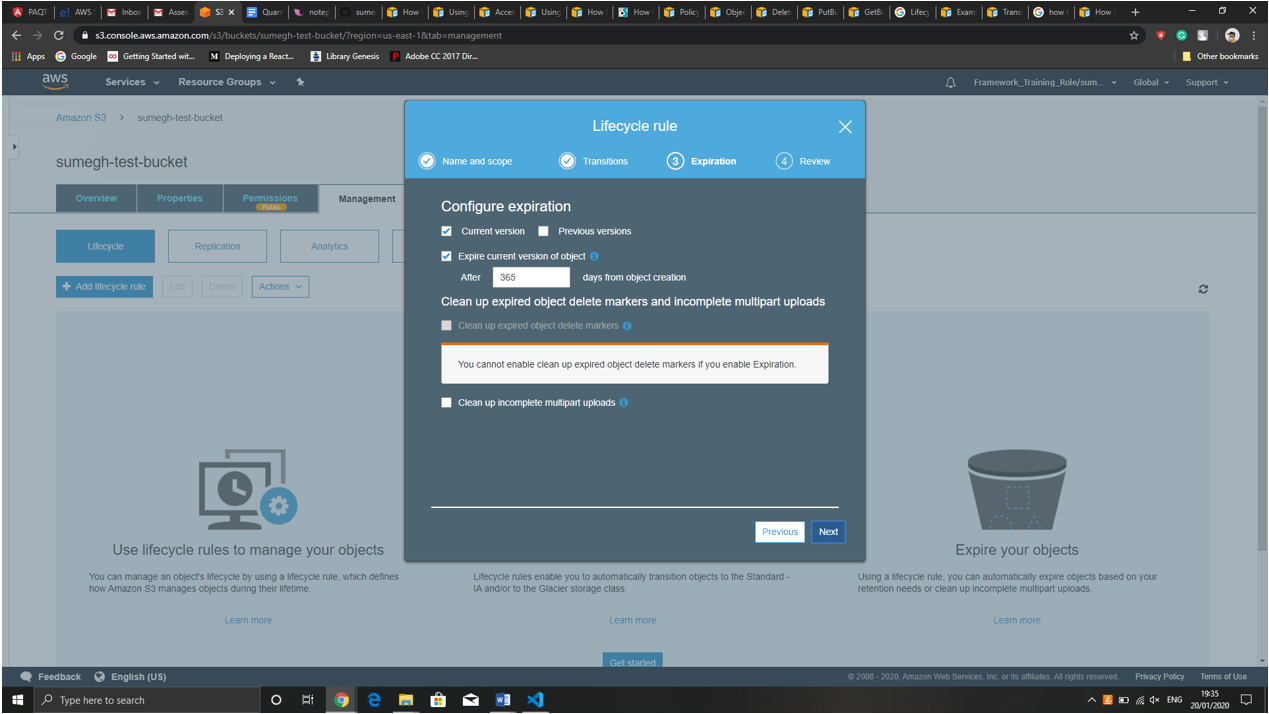 PAQT
AWS
Inbox
Asses
S3
Quan
notep
sume
How
Using
Acces
Using
How
How
Policy
Objec
Delet
PutBu
GetBu
Lifecy
Exam
Trans
how t
How
s3.console.aws.amazon.com/s3/buckets/sumegh-test-bucket/?region=us-east-1&tab=management
Apps Google Getting Started wit... Deploying a React... Library Genesis Adobe CC 2017 Dir... Other bookmarks
aws Services Resource Groups Framework_Training_Role/sum... Global Support
Amazon S3 > sumegh-test-bucket
sumegh-test-bucket
Overview Properties Permissions Management
Public
Lifecycle Replication Analytics
+ Add lifecycle rule Edit Delete Actions
Lifecycle rule
Name and scope Transitions 3 Expiration 4 Review
Configure expiration
Current version Previous versions
Expire current version of object
After 365 days from object creation
Clean up expired object delete markers and incomplete multipart uploads
Clean up expired object delete markers
You cannot enable clean up expired object delete markers if you enable Expiration.
Clean up incomplete multipart uploads
Previous Next
Use lifecycle rules to manage your objects
You can manage an object's lifecycle by using a lifecycle rule, which defines
how Amazon S3 manages objects during their lifetime.
Learn more
Lifecycle rules enable you to automatically transition objects to the Standard -
IA and/or to the Glacier storage class.
Learn more
Expire your objects
Using a lifecycle rule, you can automatically expire objects based on your
retention needs or clean up incomplete multipart uploads.
Learn more
Get started
Feedback English (US) © 2008 - 2020, Amazon Web Services, Inc. or its affiliates. All rights reserved. Privacy Policy Terms of Use
Type here to search
ENG
19:35
20/01/2020